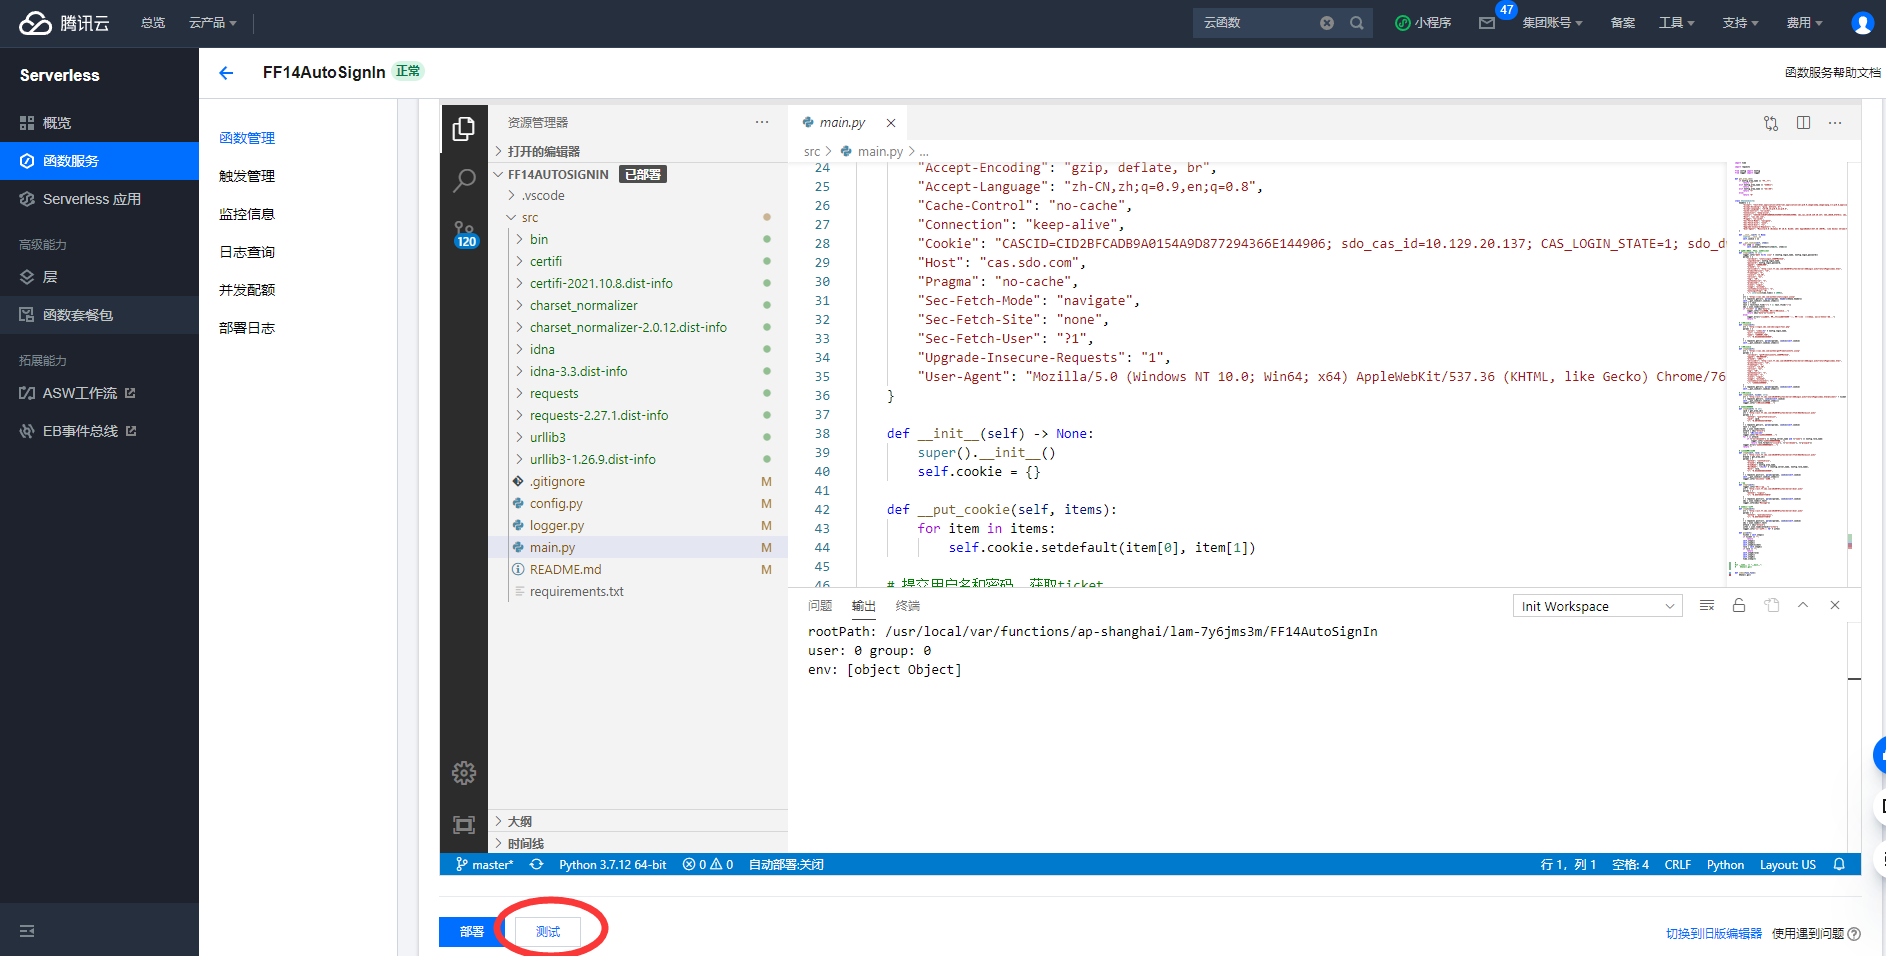 腾讯云
总览
云产品
云函数
小程序
47
集团账号
备案
工具
支持
费用
Serverless
FF14AutoSignIn
正常
函数服务帮助文档
概览
函数服务
Serverless 应用
高级能力
层
函数套餐包
拓展能力
ASW工作流
EB事件总线
函数管理
触发管理
监控信息
日志查询
并发配额
部署日志
120
资源管理器
打开的编辑器
FF14AUTOSIGNIN
已部署
.vscode
src
bin
certifi
certifi-2021.10.8.dist-info
charset_normalizer
charset_normalizer-2.0.12.dist-info
idna
idna-3.3.dist-info
requests
requests-2.27.1.dist-info
urllib3
urllib3-1.26.9.dist-info
.gitignore M
config.py M
logger.py M
main.py M
README.md M
requirements.txt
大纲
时间线
main.py
src > main.py > ...
24 "Accept-Encoding": "gzip, deflate, br",
25 "Accept-Language": "zh-CN,zh;q=0.9,en;q=0.8",
26 "Cache-Control": "no-cache",
27 "Connection": "keep-alive",
28 "Cookie": "CASCID=CID2BFCADB9A0154A9D877294366E144906; sdo_cas_id=10.129.20.137; CAS_LOGIN_STATE=1; sdo_d
29 "Host": "cas.sdo.com",
30 "Pragma": "no-cache",
31 "Sec-Fetch-Mode": "navigate",
32 "Sec-Fetch-Site": "none",
33 "Sec-Fetch-User": "?1",
34 "Upgrade-Insecure-Requests": "1",
35 "User-Agent": "Mozilla/5.0 (Windows NT 10.0; Win64; x64) AppleWebKit/537.36 (KHTML, like Gecko) Chrome/76
36 }
37
38 def __init__(self) -> None:
39 super().__init__()
40 self.cookie = {}
41
42 def __put_cookie(self, items):
43 for item in items:
44 self.cookie.setdefault(item[0], item[1])
45
46 # 提交用户名和密码 获取ticket
问题
输出
终端
Init Workspace
rootPath: /usr/local/var/functions/ap-shanghai/lam-7y6jms3m/FF14AutoSignIn
user: 0 group: 0
env: [object Object]
master*
Python 3.7.12 64-bit
0
0
自动部署:关闭
行 1，列 1
空格: 4
CRLF
Python
Layout: US
部署
测试
切换到旧版编辑器
使用遇到问题